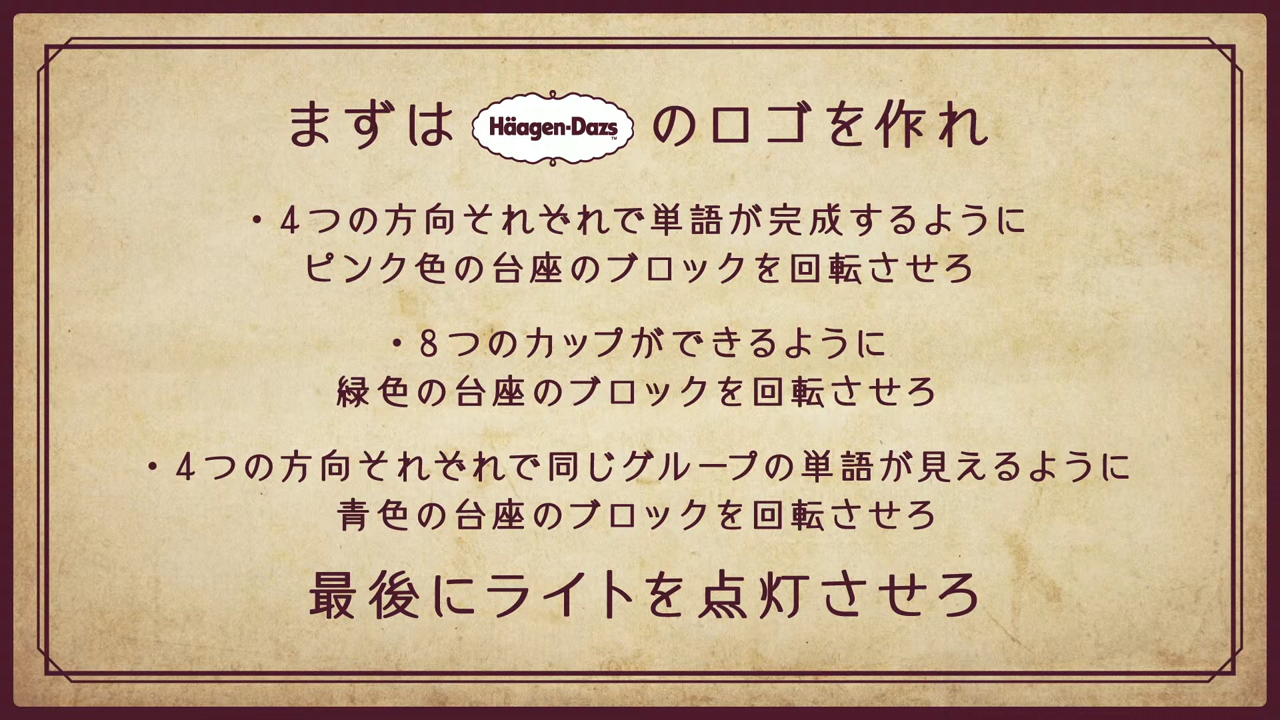 まずは Häagen-Dazs™ のロゴを作れ
・4つの方向それぞれで単語が完成するように
ピンク色の台座のブロックを回転させろ
・8つのカップができるように
緑色の台座のブロックを回転させろ
・4つの方向それぞれで同じグループの単語が見えるように
青色の台座のブロックを回転させろ
最後にライトを点灯させろ